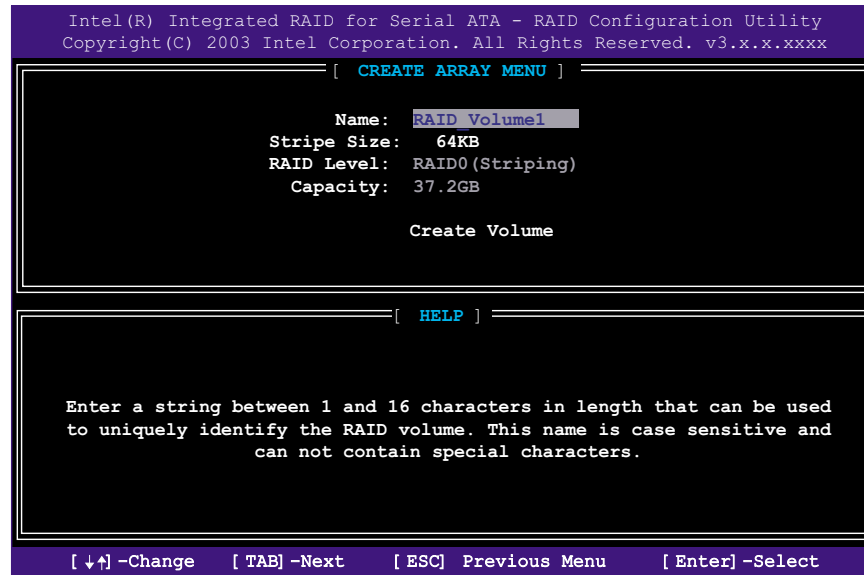 Intel(R) Integrated RAID for Serial ATA - RAID Configuration Utility
Copyright(C) 2003 Intel Corporation. All Rights Reserved. v3.x.x.xxxx
[ CREATE ARRAY MENU ]
Name: RAID_Volume1
Stripe Size: 64KB
RAID Level: RAID0(Striping)
Capacity: 37.2GB
Create Volume
[ HELP ]
Enter a string between 1 and 16 characters in length that can be used
to uniquely identify the RAID volume. This name is case sensitive and
can not contain special characters.
[↓↑]-Change [TAB]-Next [ESC] Previous Menu [Enter]-Select